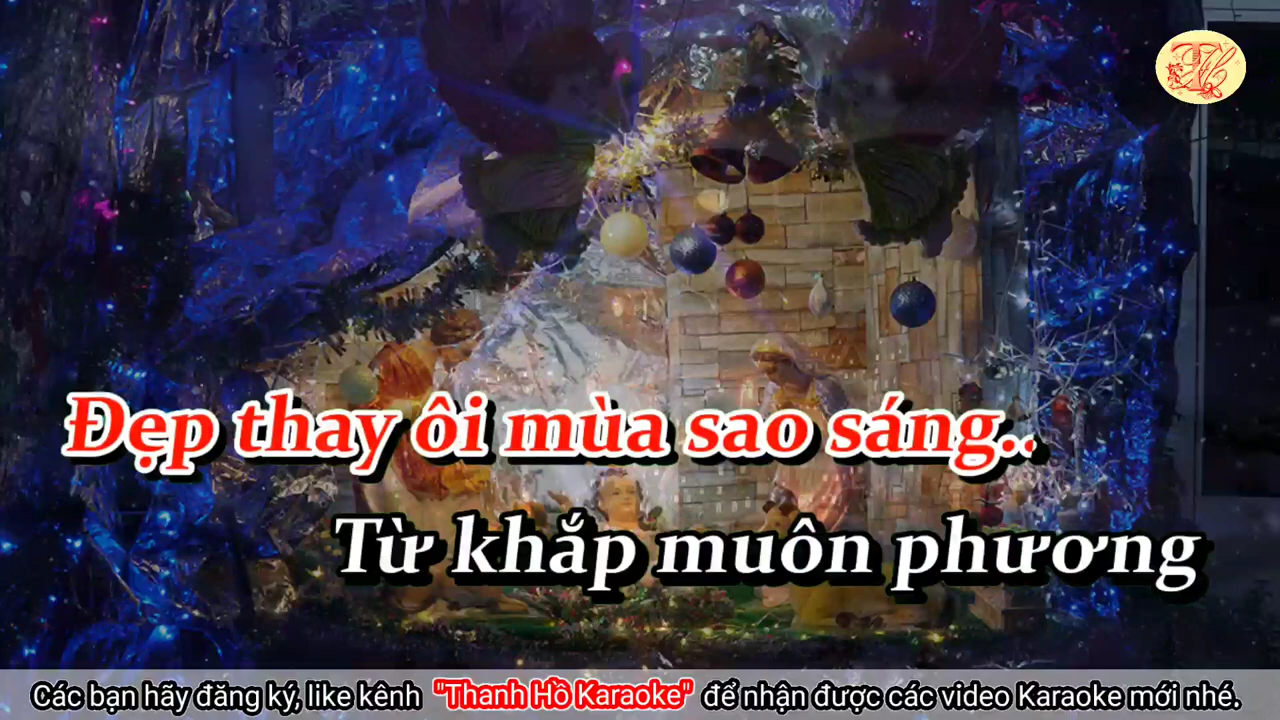 Đẹp thay ôi mùa sao sáng..
Từ khắp muôn phương
Các bạn hãy đăng ký, like kênh "Thanh Hồ Karaoke" để nhận được các video Karaoke mới nhé.